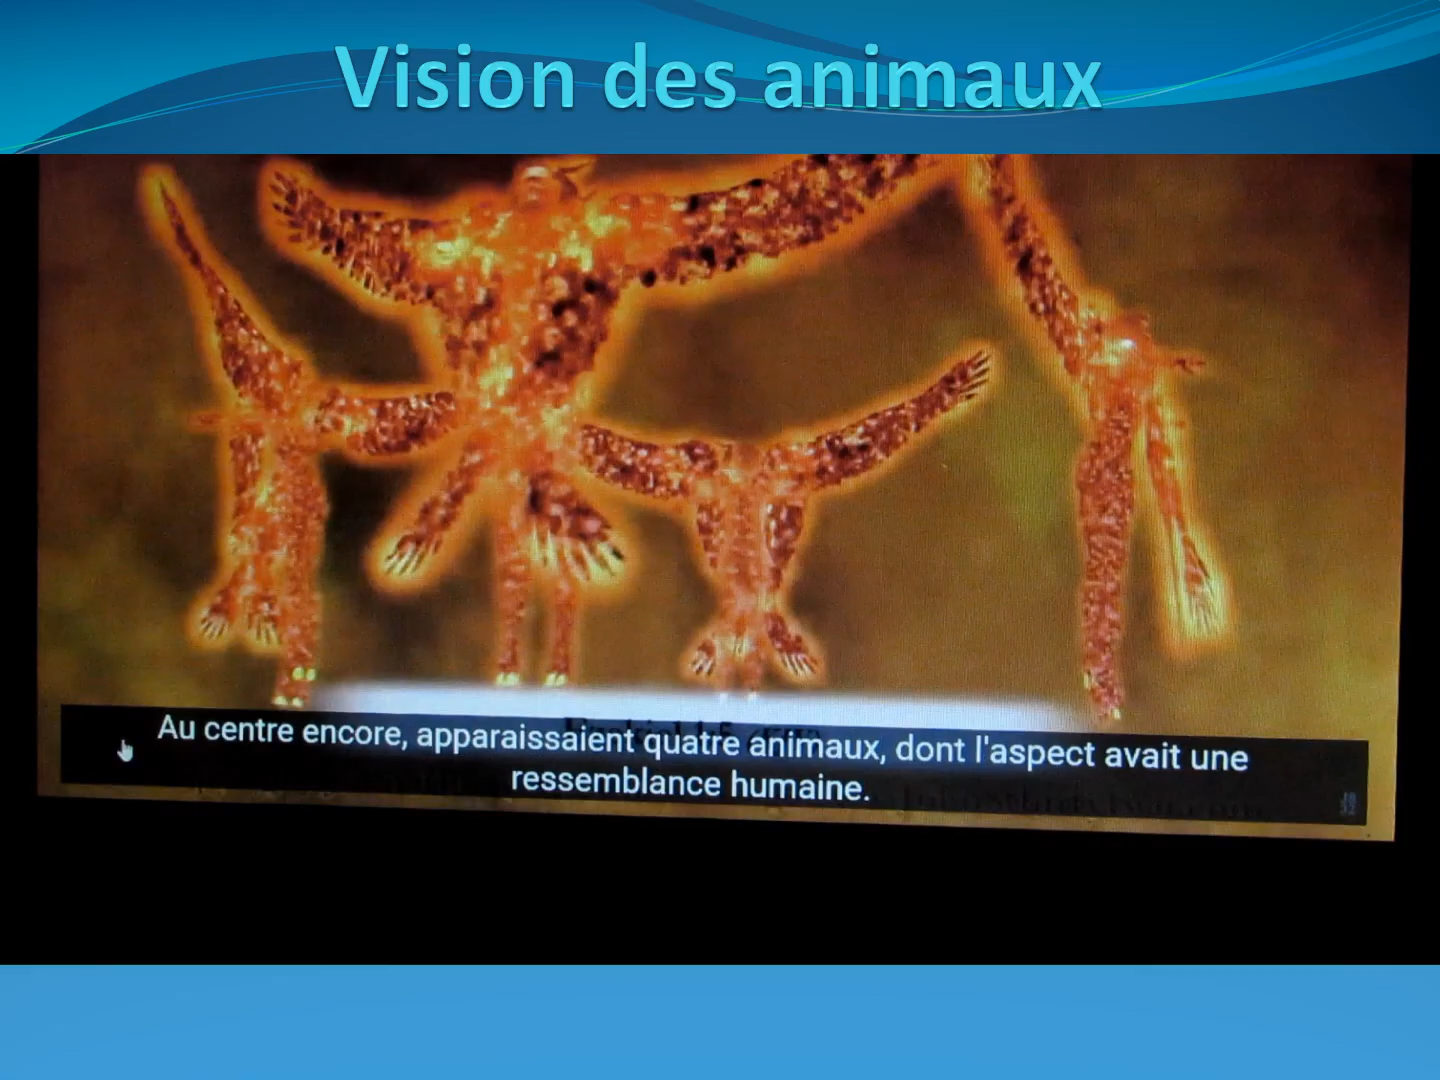 Vision des animaux
Au centre encore, apparaissaient quatre animaux, dont l'aspect avait une
ressemblance humaine.